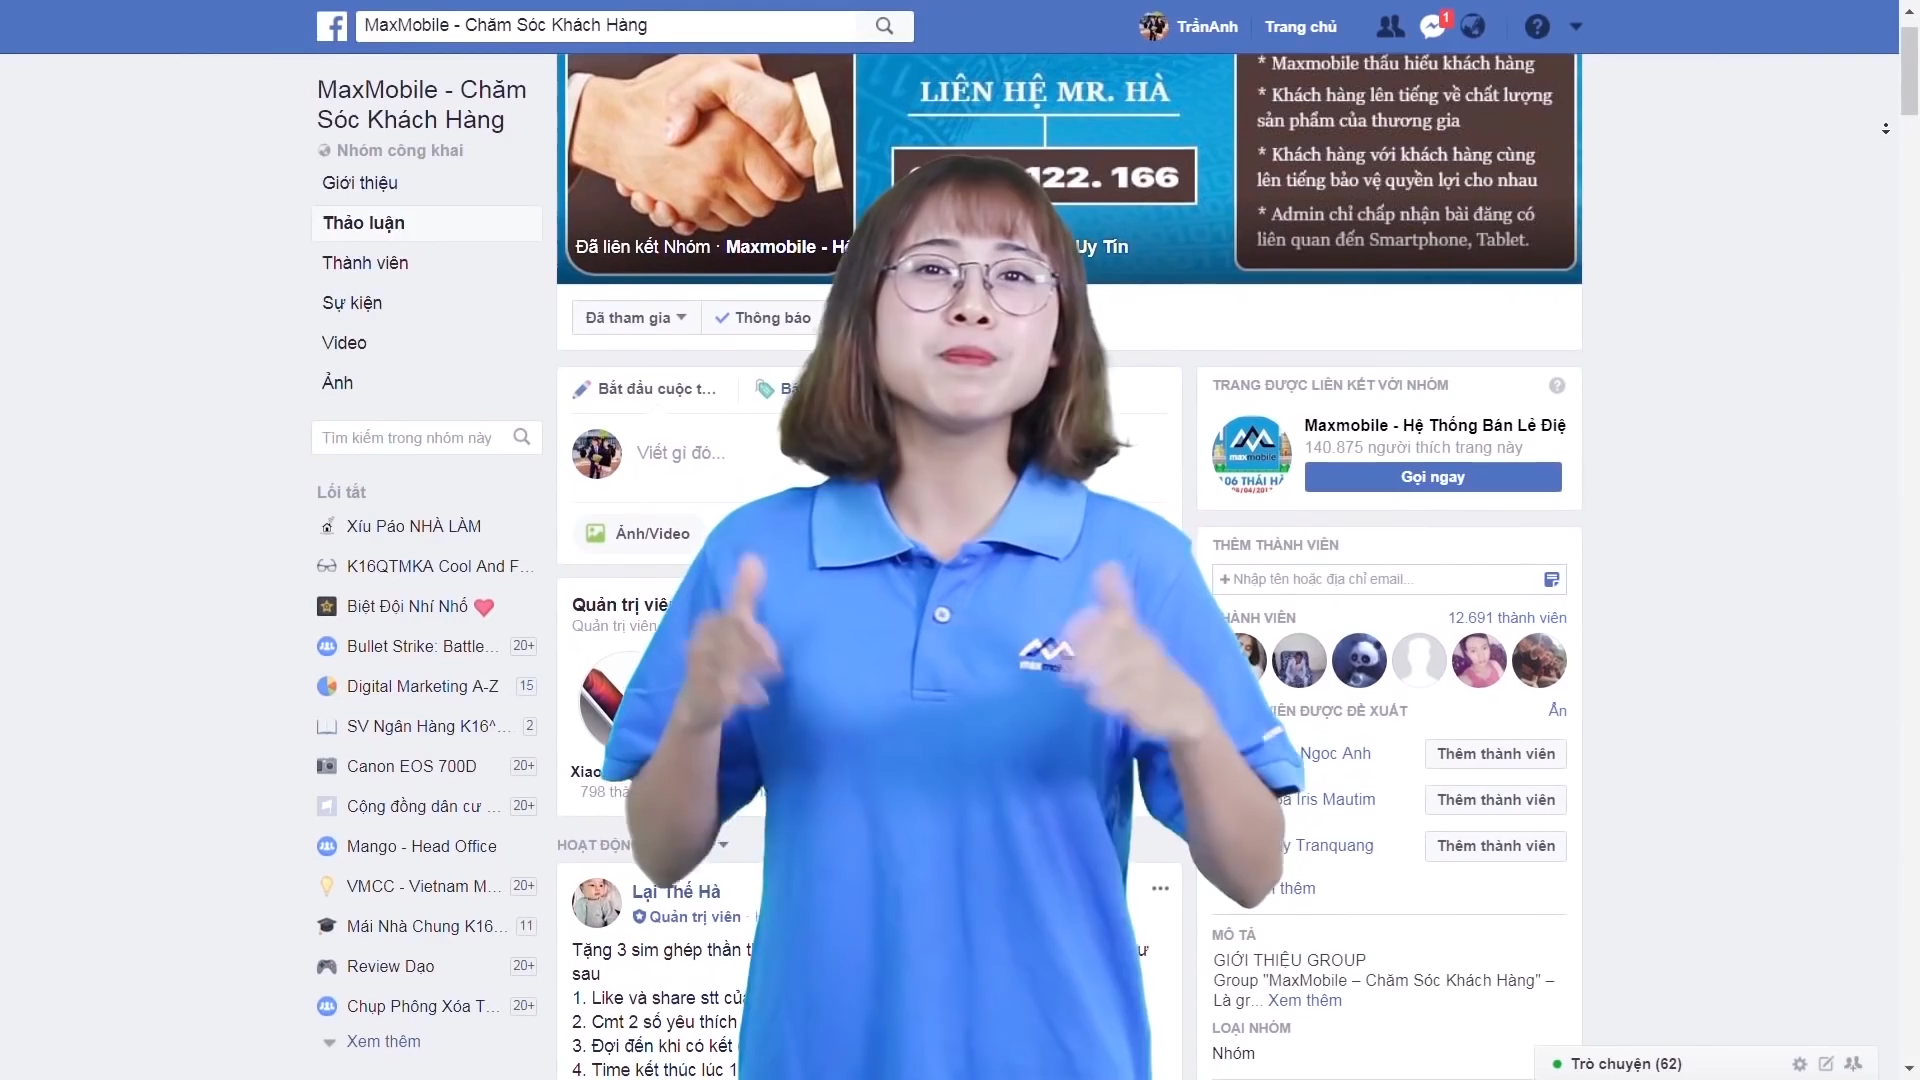 MaxMobile - Chăm Sóc Khách Hàng
TrầnAnh
Trang chủ
1
MaxMobile - Chăm
Sóc Khách Hàng
Nhóm công khai
Giới thiệu
Thảo luận
Thành viên
Sự kiện
Video
Ảnh
Tìm kiếm trong nhóm này
Lối tắt
Xíu Páo NHÀ LÀM
K16QTMKA Cool And F...
Biệt Đội Nhí Nhố
Bullet Strike: Battle... 20+
Digital Marketing A-Z 15
SV Ngân Hàng K16^... 2
Canon EOS 700D 20+
Cộng đồng dân cư ... 20+
Mango - Head Office
VMCC - Vietnam M... 20+
Mái Nhà Chung K16... 11
Review Dạo 20+
Chụp Phông Xóa T... 20+
Xem thêm
LIÊN HỆ MR. HÀ
122. 166
* Maxmobile thấu hiểu khách hàng
* Khách hàng lên tiếng về chất lượng
sản phẩm của thương gia
* Khách hàng với khách hàng cùng
lên tiếng bảo vệ quyền lợi cho nhau
* Admin chỉ chấp nhận bài đăng có
liên quan đến Smartphone, Tablet.
Đã liên kết Nhóm · Maxmobile - Uy Tín
Đã tham gia
Thông báo
Bắt đầu cuộc t...
Viết gì đó...
Ảnh/Video
Quản trị
Quản trị viên
798
HOẠT ĐỘN
Lại Thế Hà
Quản trị viên
Tặng 3 sim ghép thần
sau
1. Like và share stt của
2. Cmt 2 số yêu thích
3. Đợi đến khi có kết
4. Time kết thúc lúc 1
TRANG ĐƯỢC LIÊN KẾT VỚI NHÓM
maxmobile
106 THÁI HÀ
Maxmobile - Hệ Thống Bán Lẻ Điệ
140.875 người thích trang này
Gọi ngay
THÊM THÀNH VIÊN
+ Nhập tên hoặc địa chỉ email...
HÀNH VIÊN
12.691 thành viên
IÊN ĐƯỢC ĐỀ XUẤT
Ẩn
Ngoc Anh
Thêm thành viên
Iris Mautim
Thêm thành viên
Tranquang
Thêm thành viên
thêm
MÔ TẢ
GIỚI THIỆU GROUP
Group "MaxMobile – Chăm Sóc Khách Hàng" –
Là gr... Xem thêm
LOẠI NHÓM
Nhóm
Trò chuyện (62)